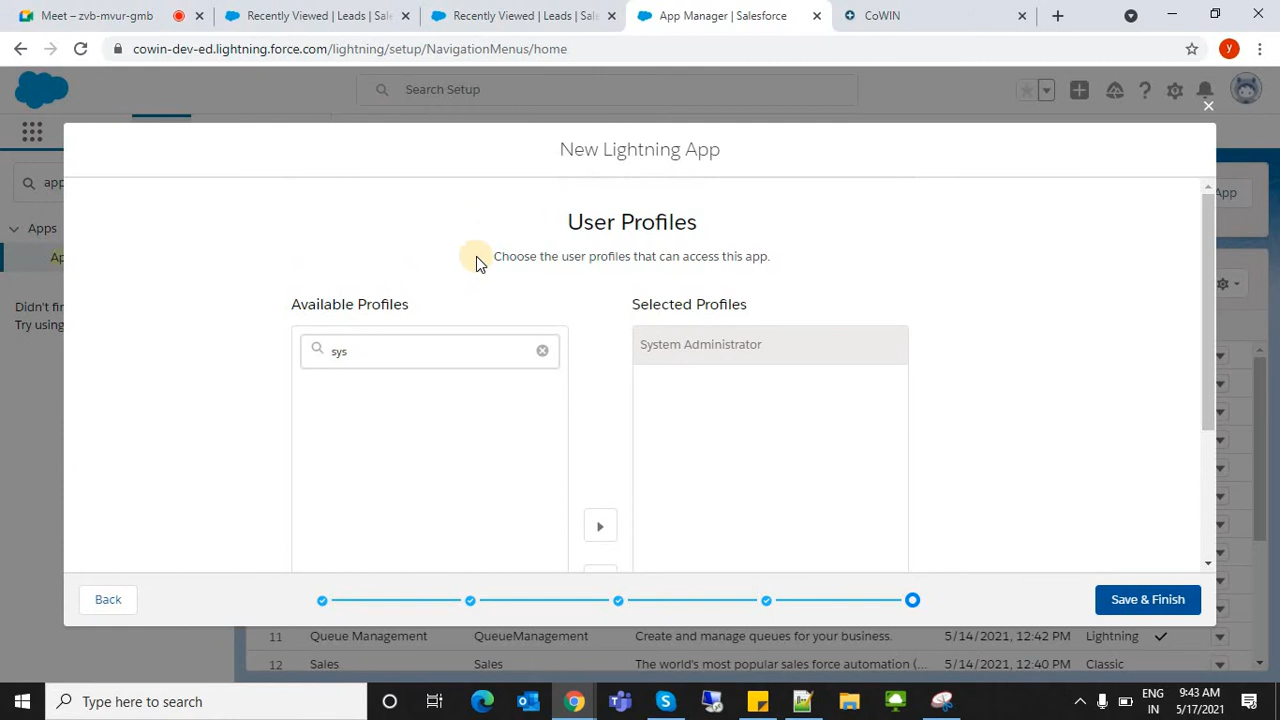 Meet – zvb-mvur-gmb
Recently Viewed | Leads | Sal
Recently Viewed | Leads | Sal
App Manager | Salesforce
CoWIN
cowin-dev-ed.lightning.force.com/lightning/setup/NavigationMenus/home
y
Search Setup
New Lightning App
app
App
User Profiles
Apps
Choose the user profiles that can access this app.
Ap
Didn't fin
Try using
Available Profiles
Selected Profiles
sys
System Administrator
Back
Save & Finish
11 Queue Management QueueManagement Create and manage queues for your business. 5/14/2021, 12:42 PM Lightning
12 Sales Sales The world's most popular sales force automation (... 5/14/2021, 12:40 PM Classic
Type here to search
ENG
IN
9:43 AM
5/17/2021